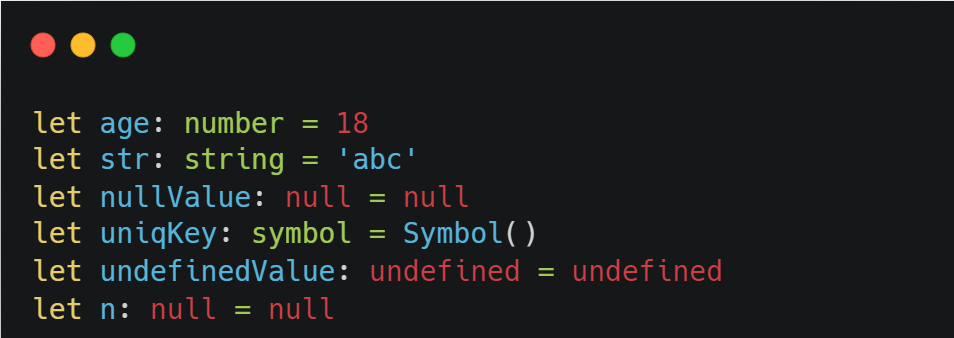 let age: number = 18
let str: string = 'abc'
let nullValue: null = null
let uniqKey: symbol = Symbol()
let undefinedValue: undefined = undefined
let n: null = null